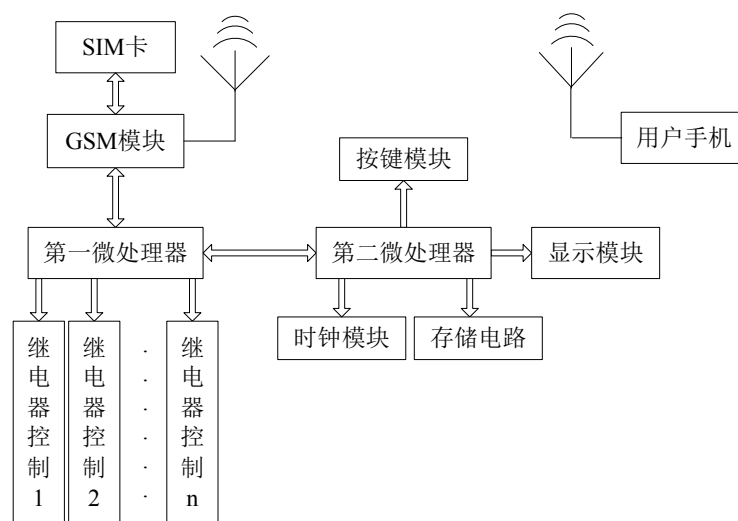 SIM卡
GSM模块
用户手机
按键模块
第一微处理器
第二微处理器
显示模块
时钟模块
存储电路
继电器控制1
继电器控制2
继电器控制n